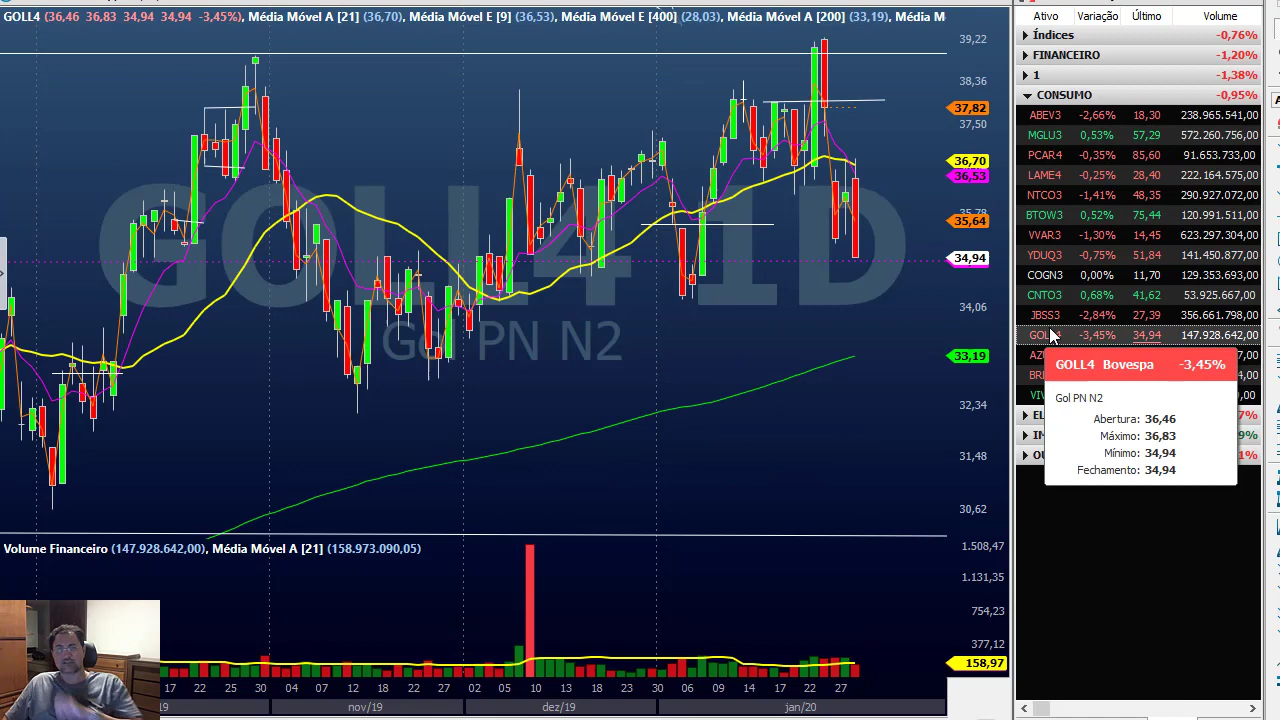 GOLL4 (36,46 36,83 34,94 34,94 -3,45%), Média Móvel A [21] (36,70), Média Móvel E [9] (36,53), Média Móvel E [400] (28,03), Média Móvel A [200] (33,19), Média M
GOLL4 1D
Gol PN N2
39,22
38,36
37,82
37,50
36,70
36,53
35,78
35,64
34,94
34,06
33,19
32,34
31,48
30,62
Volume Financeiro (147.928.642,00), Média Móvel A [21] (158.973.090,05)
1.508,47
1.131,35
754,23
377,12
158,97
17 22 25 30 04 07 12 18 22 27 02 05 10 13 18 26 30 06 09 14 17 22 27
19 nov/19 dez/19 jan/20
Ativo Variação Último Volume
Índices -0,76%
FINANCEIRO -1,20%
1 -1,38%
CONSUMO -0,95%
ABEV3 -2,66% 18,30 238.965.541,00
MGLU3 0,53% 57,29 572.260.756,00
PCAR4 -0,35% 85,60 91.653.733,00
LAME4 -0,25% 28,40 222.164.575,00
NTCO3 -1,41% 48,35 290.927.072,00
BTOW3 0,52% 75,44 120.991.511,00
VVAR3 -1,30% 14,45 623.297.304,00
YDUQ3 -0,75% 51,84 141.450.877,00
COGN3 0,00% 11,70 129.353.693,00
CNTO3 0,68% 41,62 53.925.667,00
JBSS3 -2,84% 27,39 356.661.798,00
GOLL4 -3,45% 34,94 147.928.642,00
GOLL4 Bovespa -3,45%
Gol PN N2
Abertura: 36,46
Máximo: 36,83
Mínimo: 34,94
Fechamento: 34,94